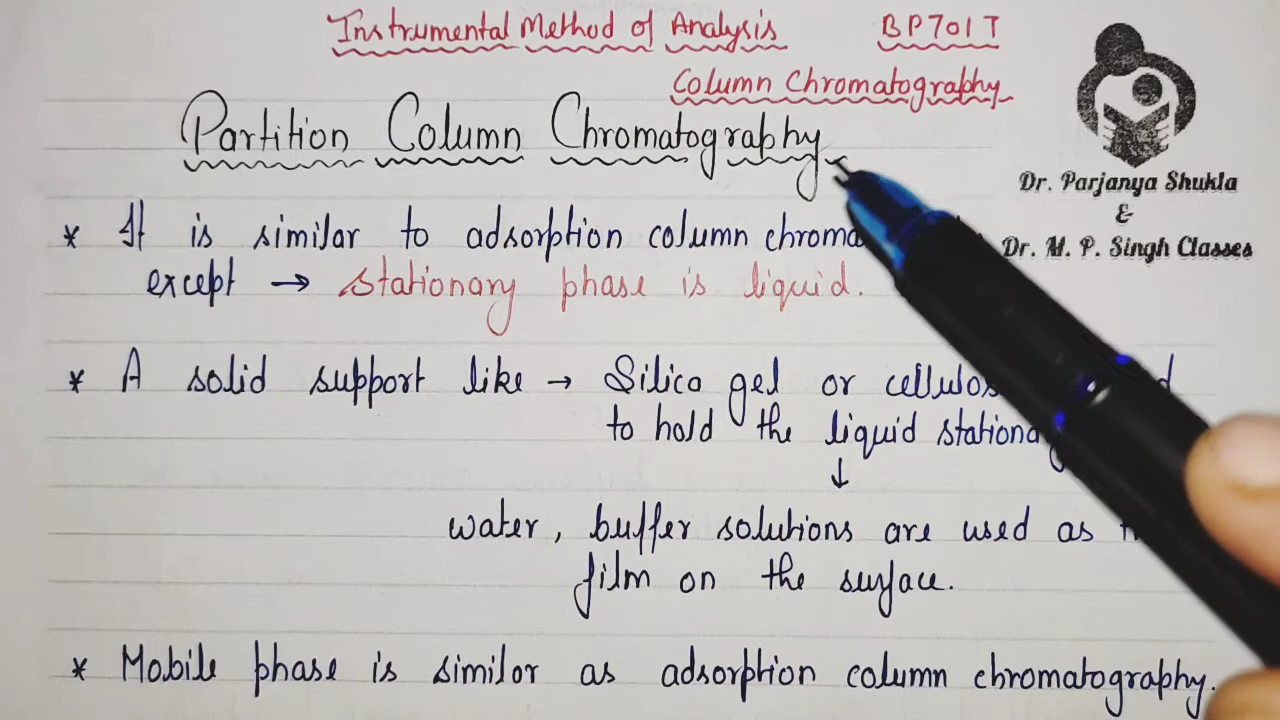 Instrumental Method of Analysis BP701T
Column Chromatography
Partition Column Chromatography
Dr. Parjanya Shukla
&
Dr. M. P. Singh Classes
* It is similar to adsorption column
except → stationary phase is liquid.
* A solid support like → Silica gel or
to hold the liquid
↓
water, buffer solutions are used as
film on the surface.
* Mobile phase is similar as adsorption column chromatography.